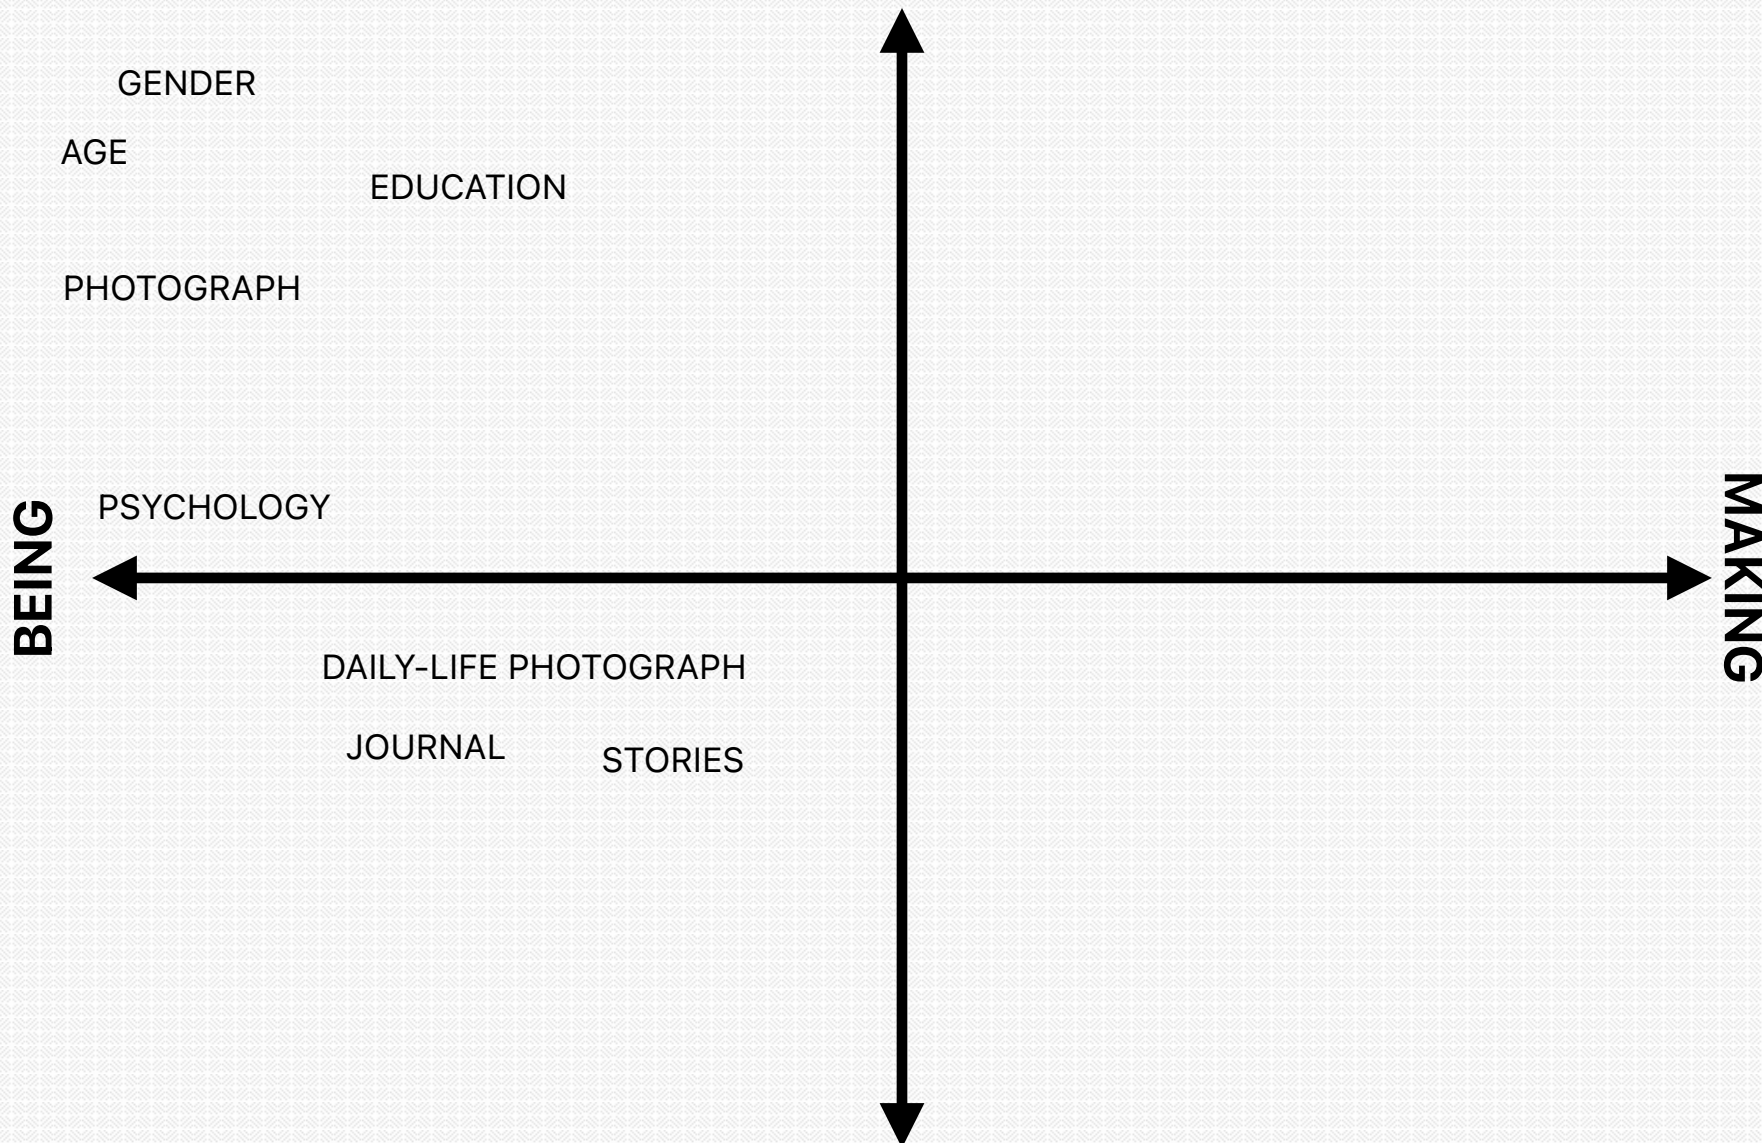 GENDER
AGE
EDUCATION
PHOTOGRAPH
PSYCHOLOGY
BEING
MAKING
DAILY-LIFE PHOTOGRAPH
JOURNAL
STORIES